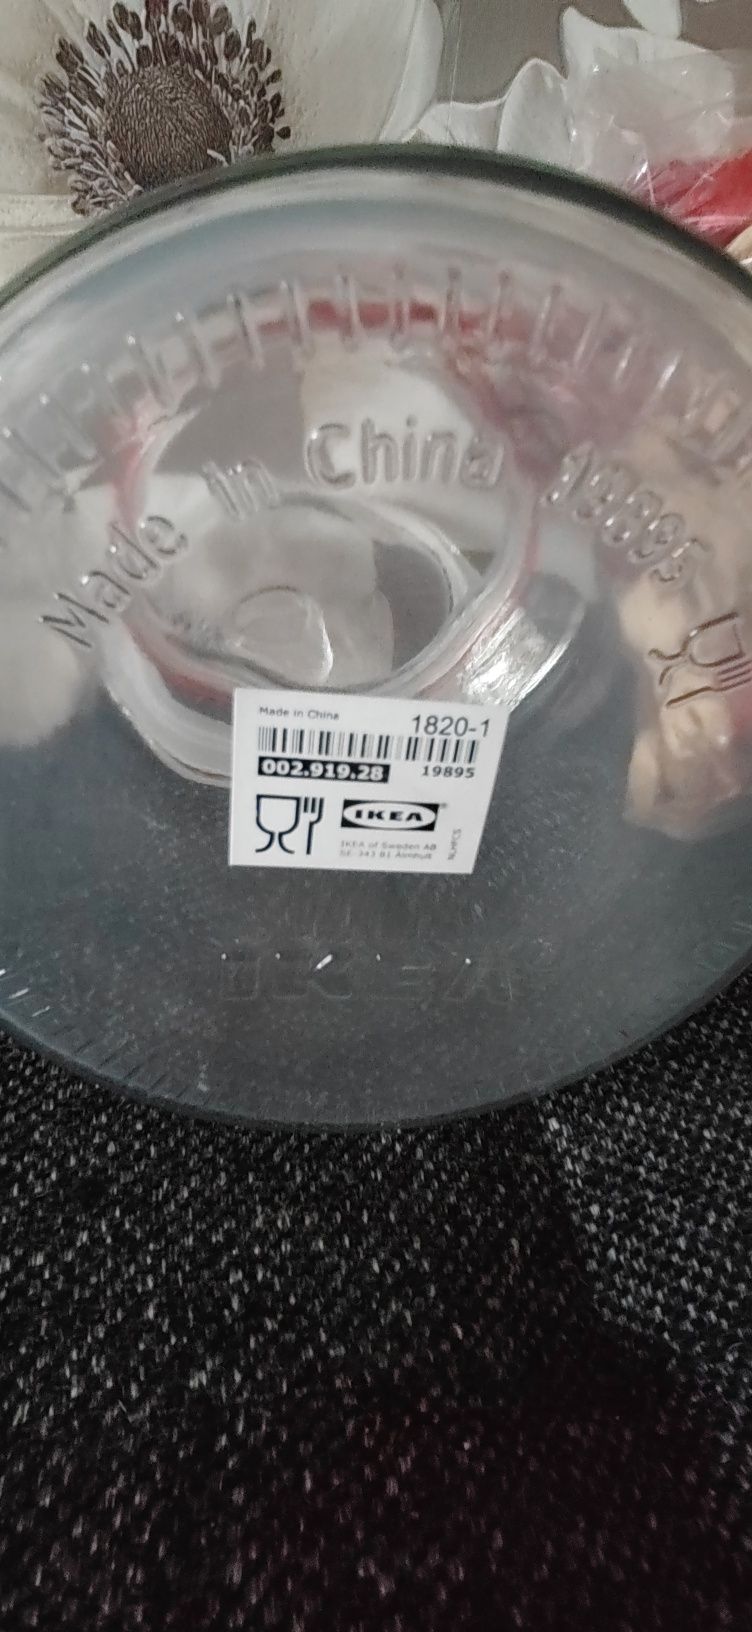 Made in China 19895
Made in China
1820-1
002.919.28
19895
IKEA®
IKEA of Sweden AB
SE-343 81 Älmhult
IKEA®